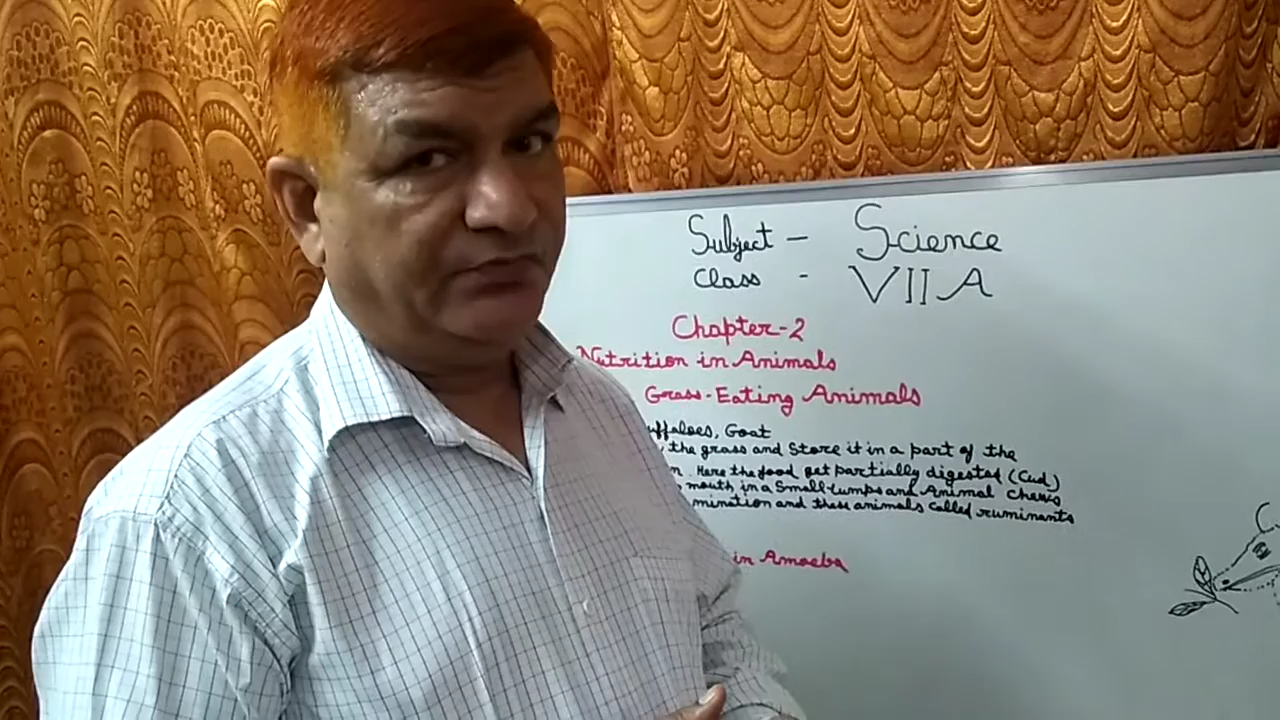 Subject - Science
Class - VII A
Chapter-2
Nutrition in Animals
Grass-Eating Animals
uffaloes, Goat
the grass and Store it in a part of the
n. Here the food get partially digested (Cud)
mouth in a Small lumps and Animal chews
mination and these animals called ruminants
in Amoeba